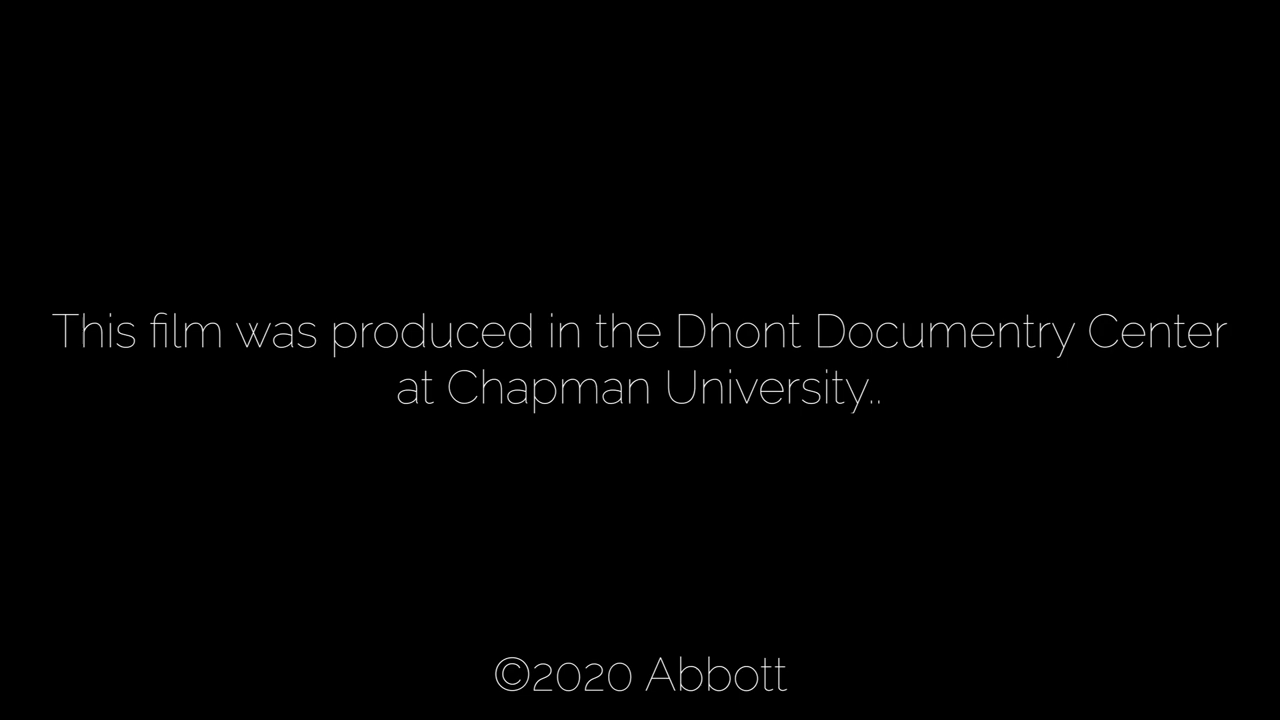 This film was produced in the Dhont Documentry Center
at Chapman University..
©2020 Abbott